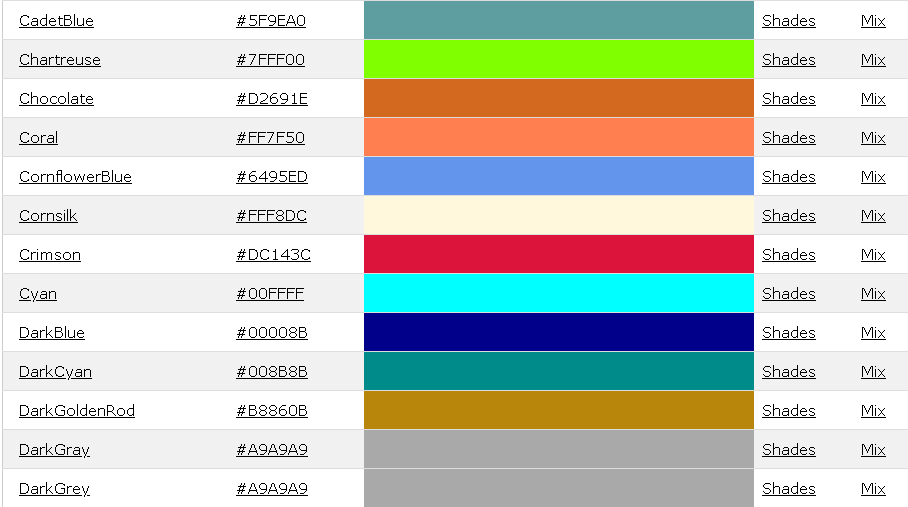 CadetBlue #5F9EA0 Shades Mix
Chartreuse #7FFF00 Shades Mix
Chocolate #D2691E Shades Mix
Coral #FF7F50 Shades Mix
CornflowerBlue #6495ED Shades Mix
Cornsilk #FFF8DC Shades Mix
Crimson #DC143C Shades Mix
Cyan #00FFFF Shades Mix
DarkBlue #00008B Shades Mix
DarkCyan #008B8B Shades Mix
DarkGoldenRod #B8860B Shades Mix
DarkGray #A9A9A9 Shades Mix
DarkGrey #A9A9A9 Shades Mix